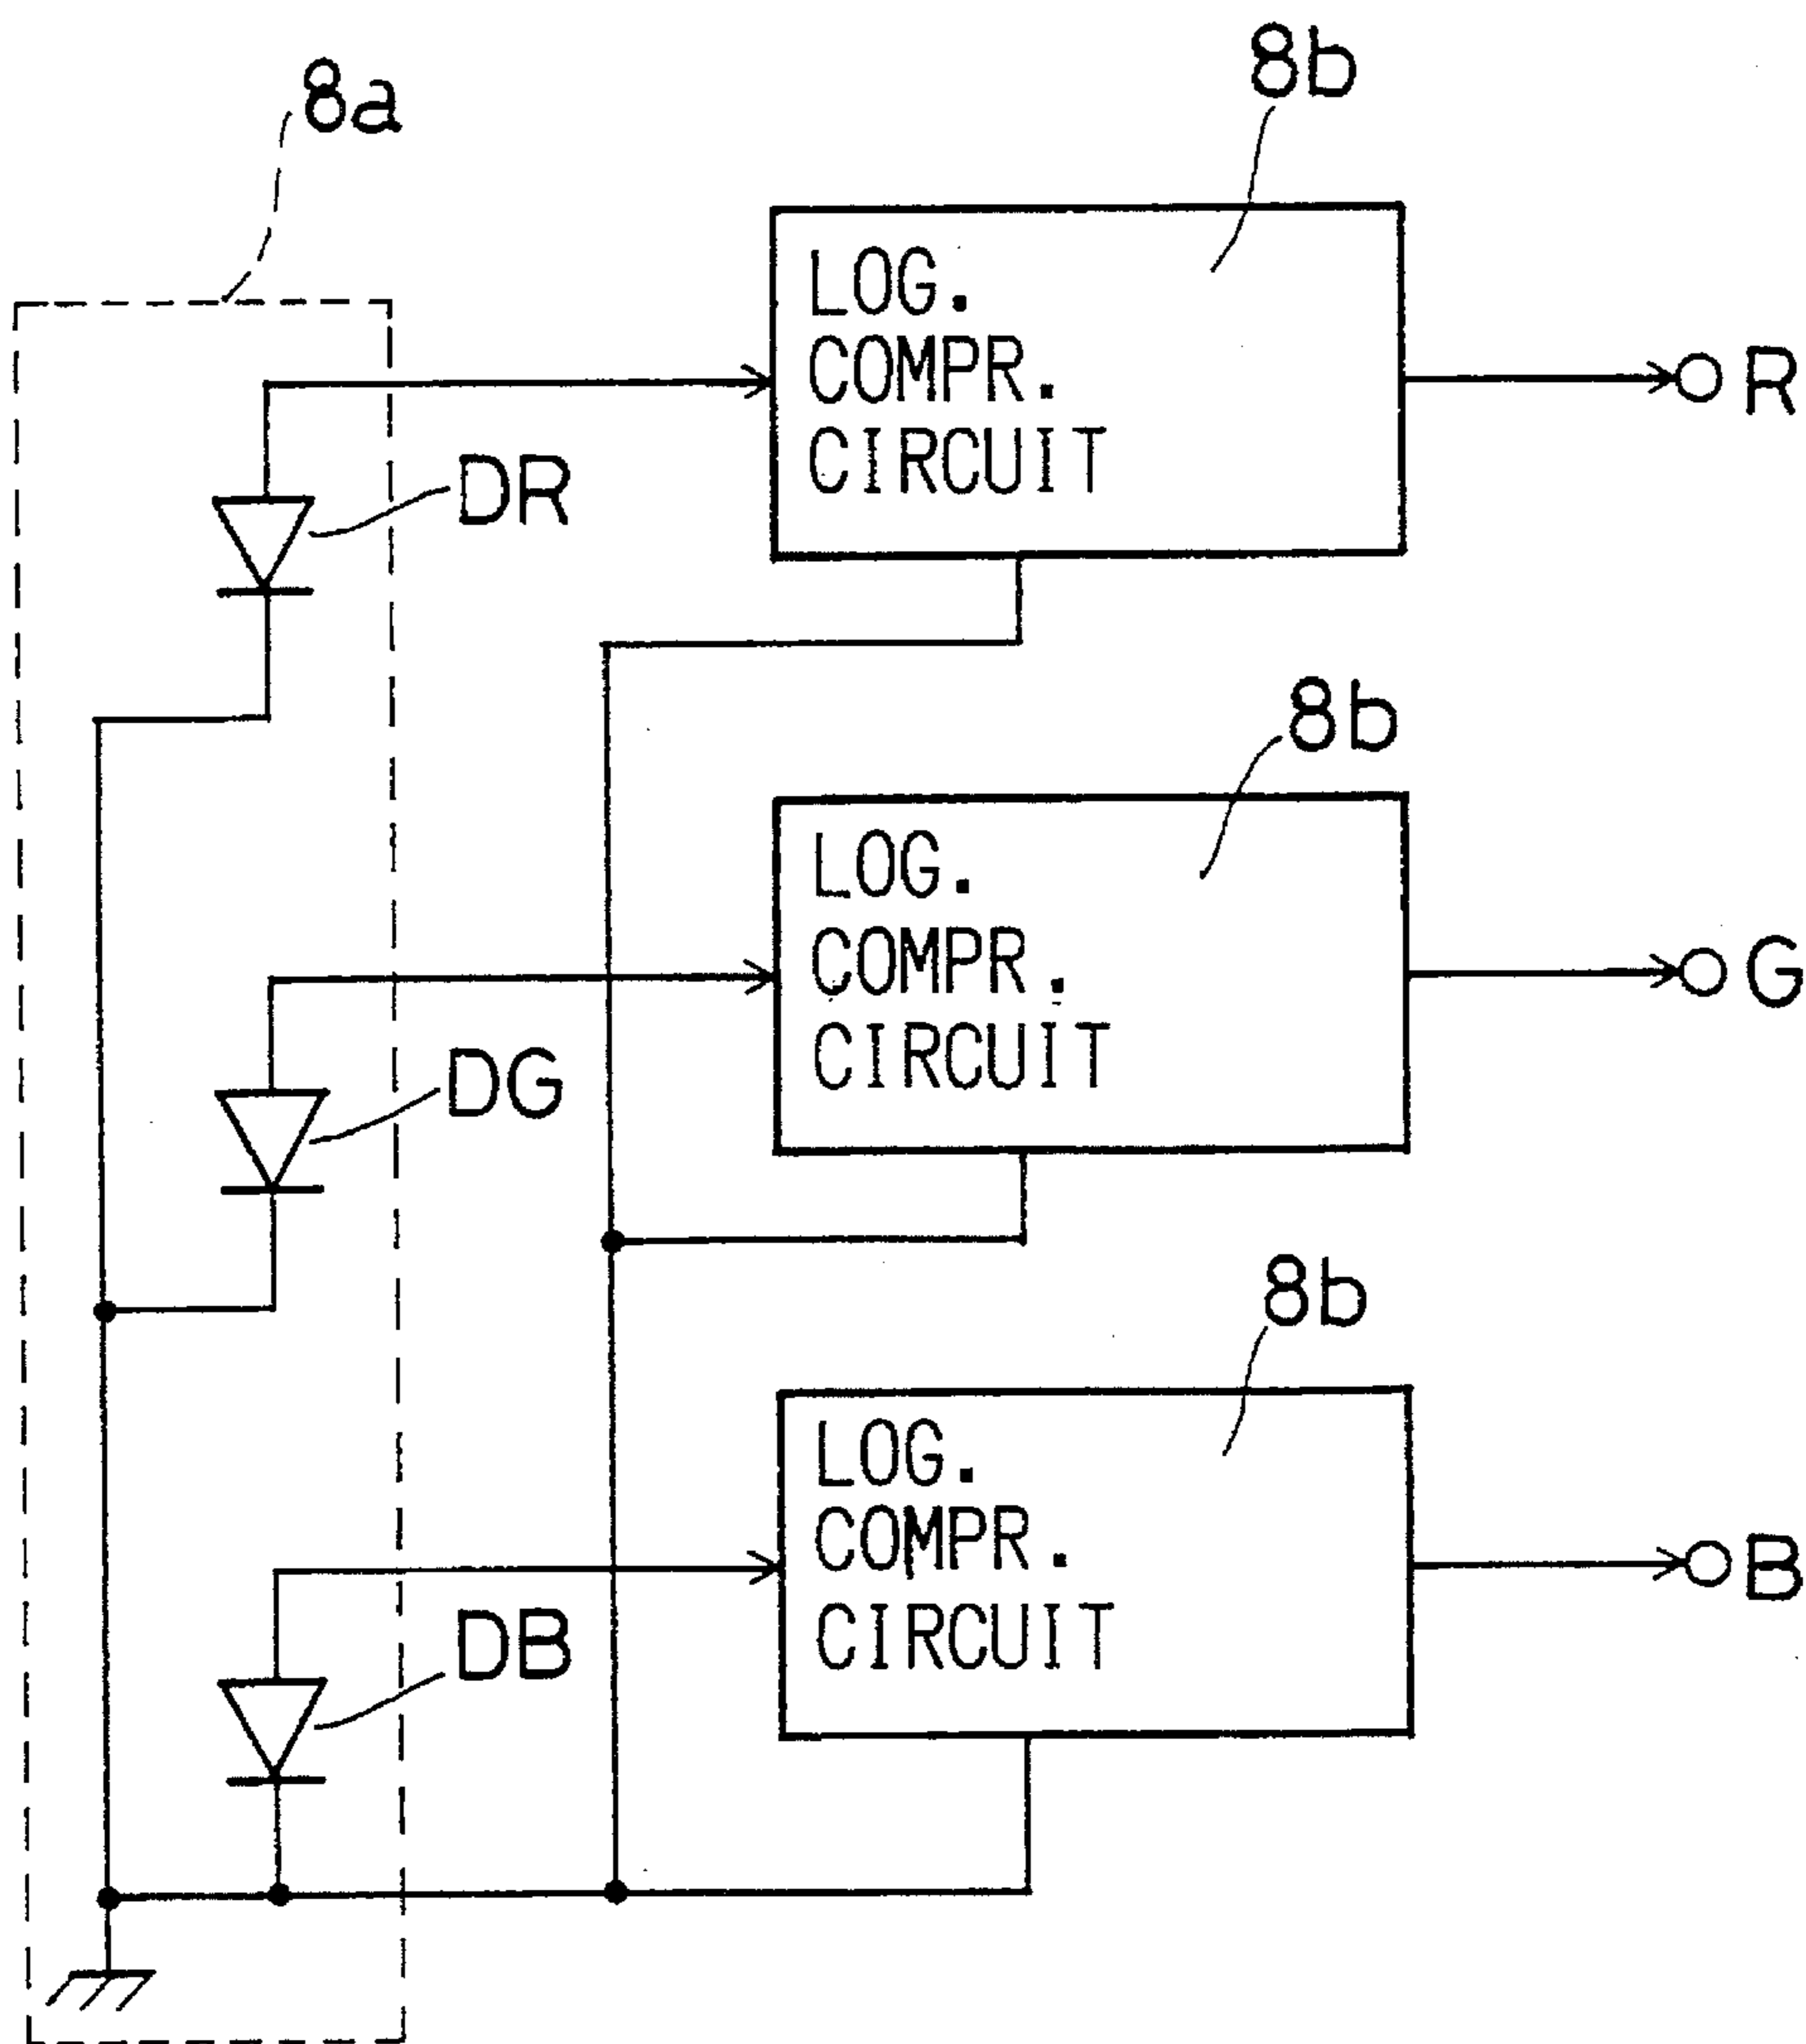 8a
8b
LOG.
COMPR.
CIRCUIT
R
DR
8b
LOG.
COMPR.
CIRCUIT
G
DG
8b
LOG.
COMPR.
CIRCUIT
B
DB